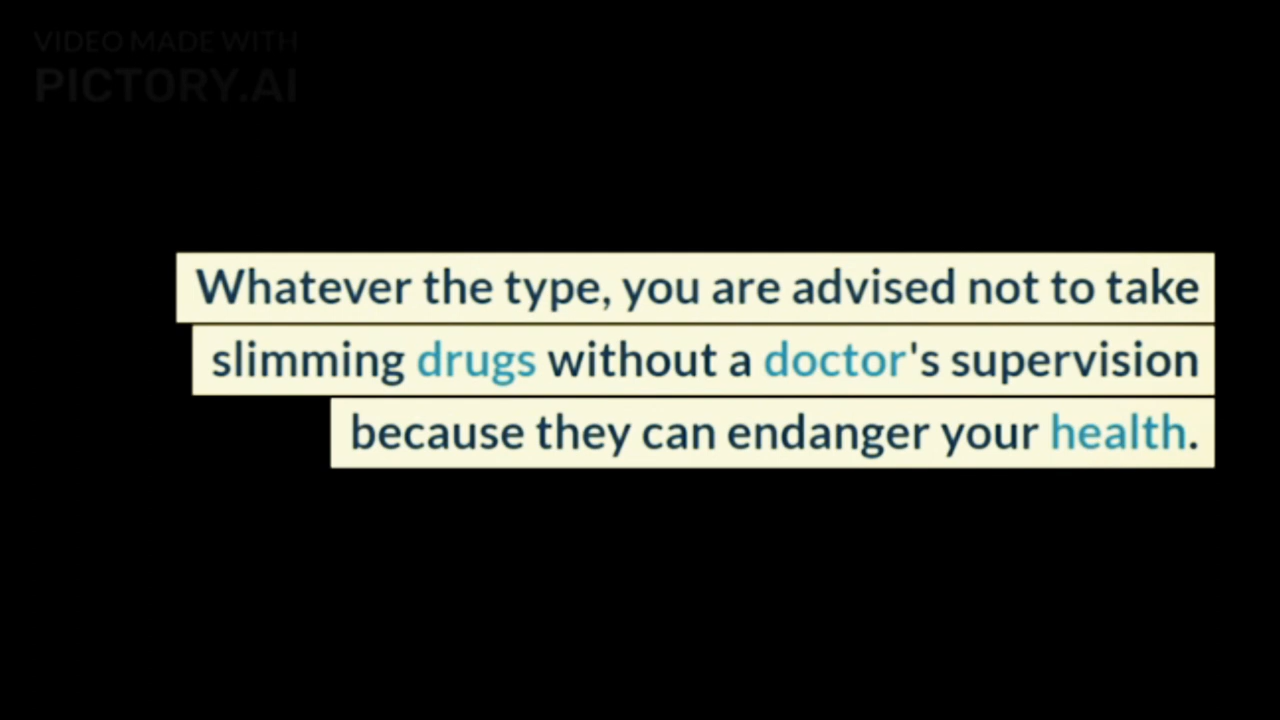 VIDEO MADE WITH
PICTORY.AI
Whatever the type, you are advised not to take
slimming drugs without a doctor's supervision
because they can endanger your health.